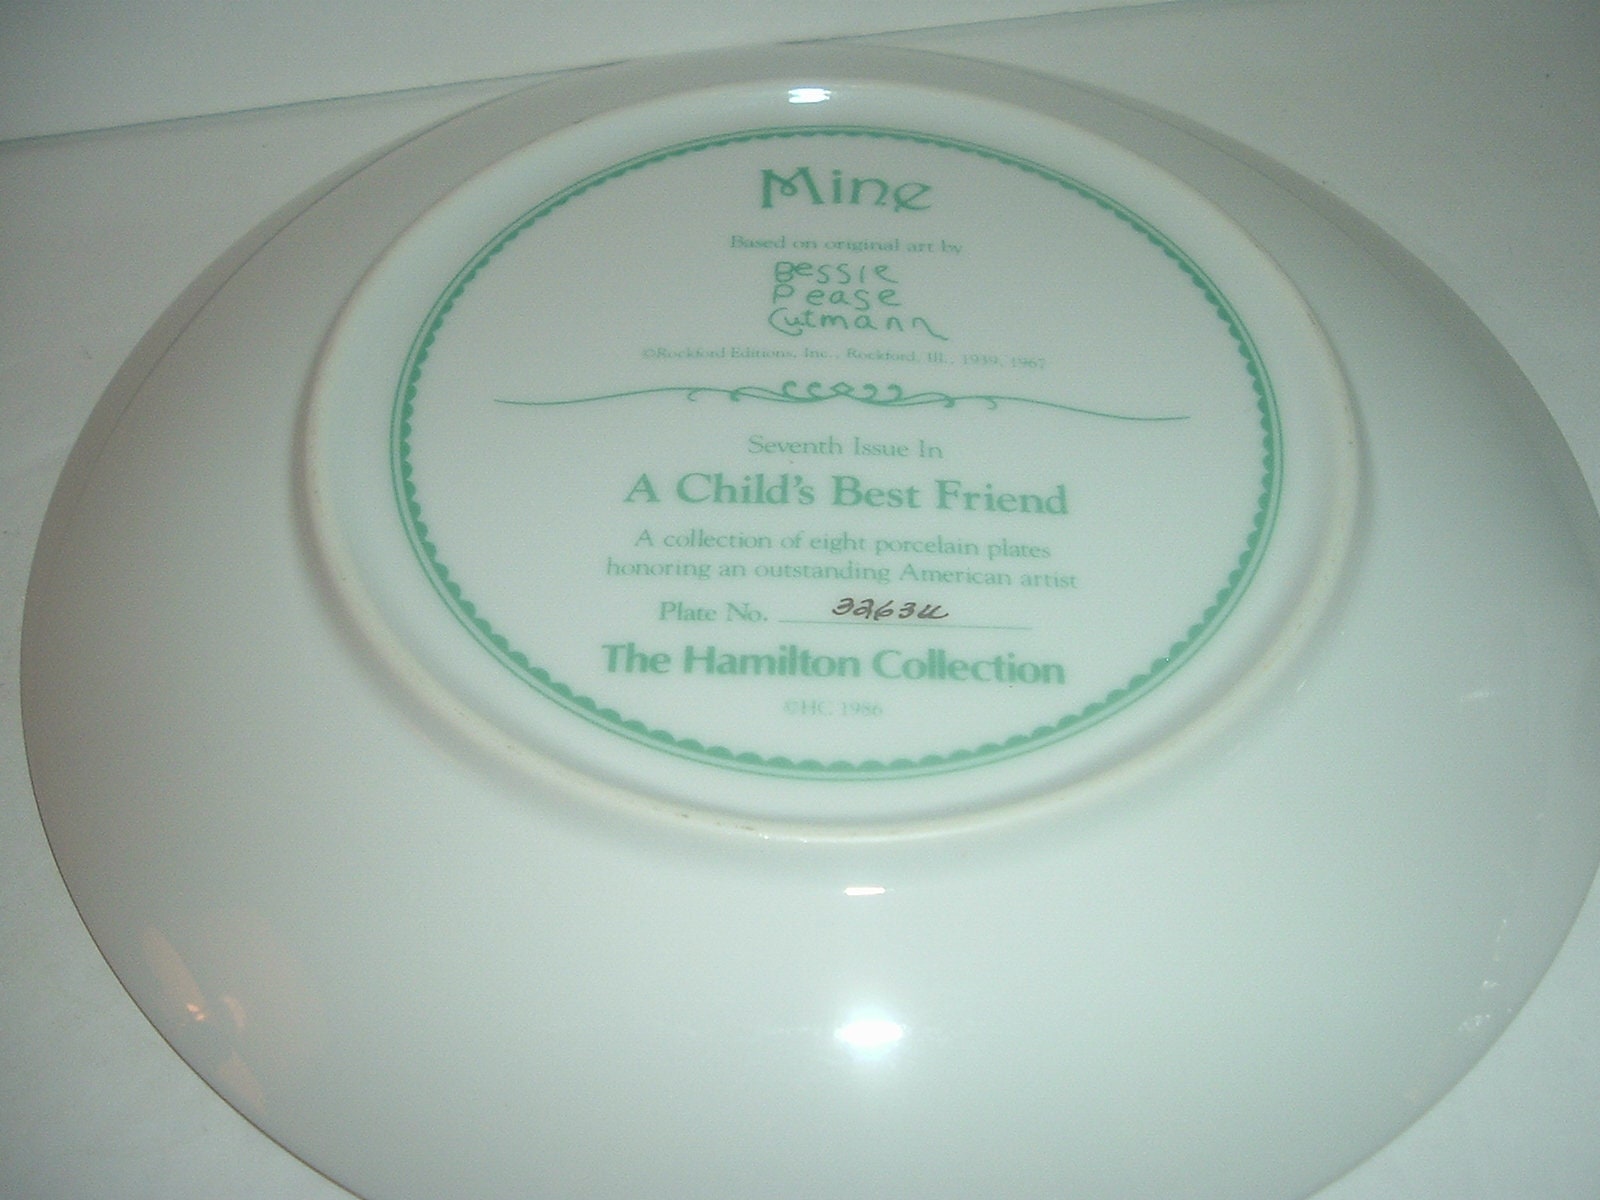 Mine
Based on original art by
Bessie
Pease
Gutmann
©Rockford Editions, Inc., Rockford, Ill., 1939, 1967
Seventh Issue In
A Child's Best Friend
A collection of eight porcelain plates
honoring an outstanding American artist
Plate No. 3263U
The Hamilton Collection
©HC 1986